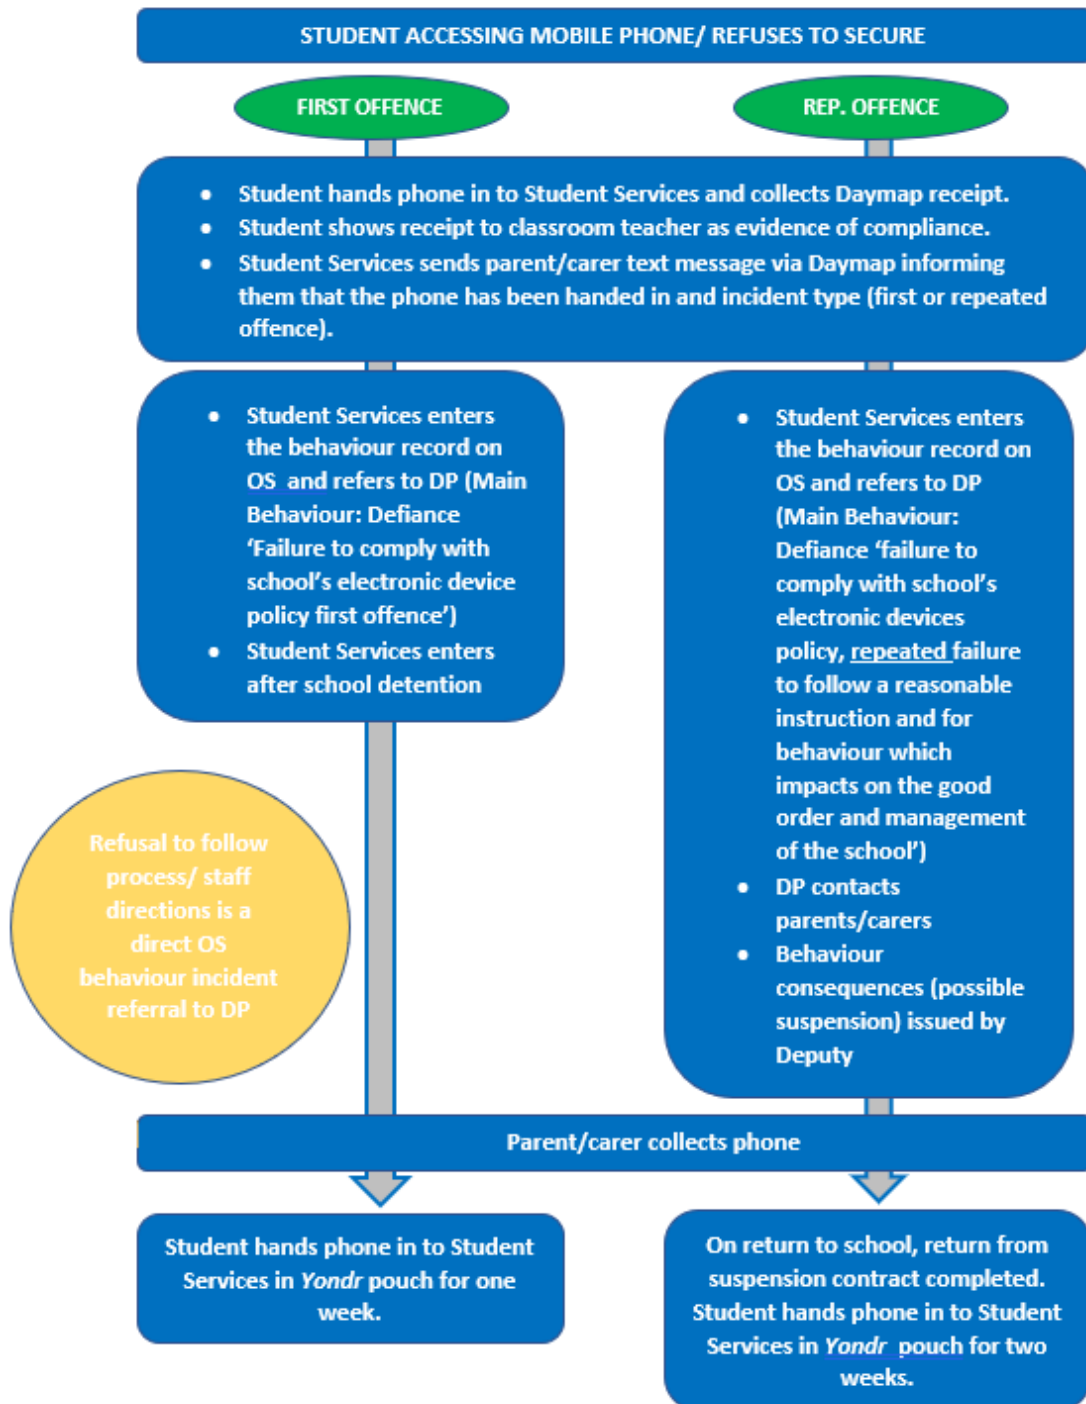 STUDENT ACCESSING MOBILE PHONE/ REFUSES TO SECURE
FIRST OFFENCE
REP. OFFENCE
• Student hands phone in to Student Services and collects Daymap receipt.
• Student shows receipt to classroom teacher as evidence of compliance.
• Student Services sends parent/carer text message via Daymap informing
them that the phone has been handed in and incident type (first or repeated
offence).
• Student Services enters
the behaviour record on
OS and refers to DP (Main
Behaviour: Defiance
‘Failure to comply with
school’s electronic device
policy first offence’)
• Student Services enters
after school detention
• Student Services enters
the behaviour record on
OS and refers to DP
(Main Behaviour:
Defiance ‘failure to
comply with school’s
electronic devices
policy, repeated failure
to follow a reasonable
instruction and for
behaviour which
impacts on the good
order and management
of the school’)
• DP contacts
parents/carers
• Behaviour
consequences (possible
suspension) issued by
Deputy
Refusal to follow
process/ staff
directions is a
direct OS
behaviour incident
referral to DP
Parent/carer collects phone
Student hands phone in to Student
Services in Yondr pouch for one
week.
On return to school, return from
suspension contract completed.
Student hands phone in to Student
Services in Yondr pouch for two
weeks.